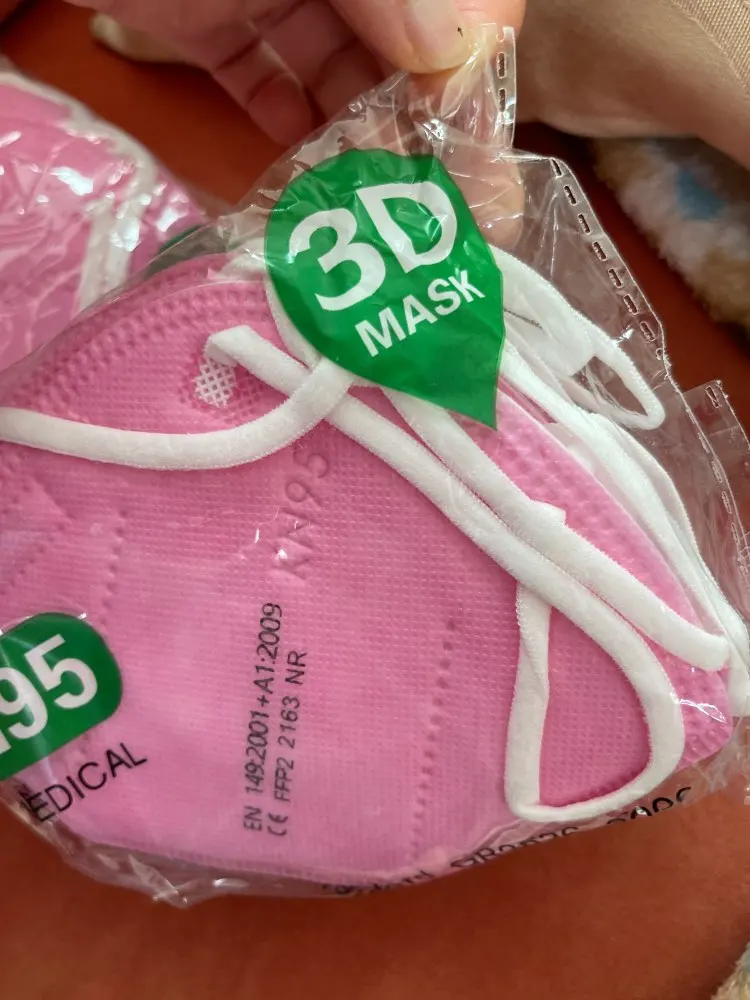 3D
MASK
KN95
EN 149:2001+A1:2009
CE FFP2 2163 NR
95
EDICAL